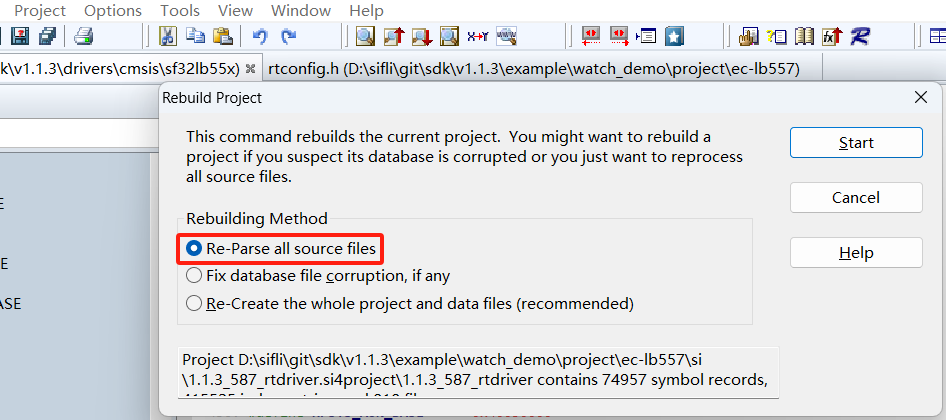 Project Options Tools View Window Help
k\v1.1.3\drivers\cmsis\sf32lb55x) rtconfig.h (D:\sifli\git\sdk\v1.1.3\example\watch_demo\project\ec-lb557)
Rebuild Project
This command rebuilds the current project. You might want to rebuild a
project if you suspect its database is corrupted or you just want to reprocess
all source files.
Start
Cancel
Help
Rebuilding Method
Re-Parse all source files
Fix database file corruption, if any
Re-Create the whole project and data files (recommended)
E
E
ASE
Project D:\sifli\git\sdk\v1.1.3\example\watch_demo\project\ec-lb557\si
\1.1.3_587_rtdriver.si4project\1.1.3_587_rtdriver contains 74957 symbol records,